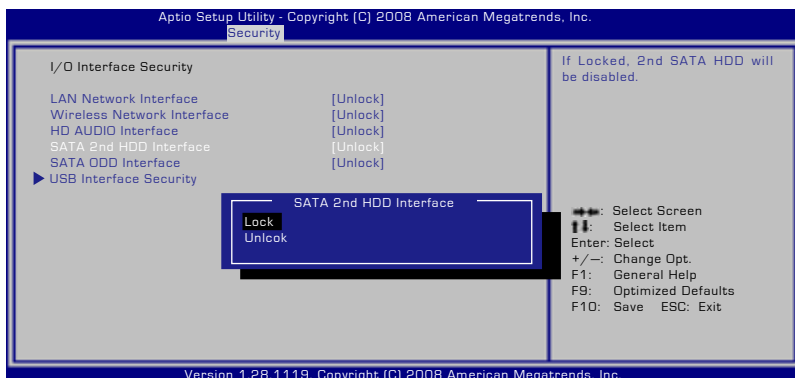 Aptio Setup Utility - Copyright (C) 2008 American Megatrends, Inc.
Security
I/O Interface Security
LAN Network Interface [Unlock]
Wireless Network Interface [Unlock]
HD AUDIO Interface [Unlock]
SATA 2nd HDD Interface [Unlock]
SATA ODD Interface [Unlock]
USB Interface Security
SATA 2nd HDD Interface
Lock
Unlcok
If Locked, 2nd SATA HDD will
be disabled.
: Select Screen
: Select Item
Enter: Select
+/—: Change Opt.
F1: General Help
F9: Optimized Defaults
F10: Save ESC: Exit
Version 1.28.1119. Copyright (C) 2008 American Megatrends, Inc.